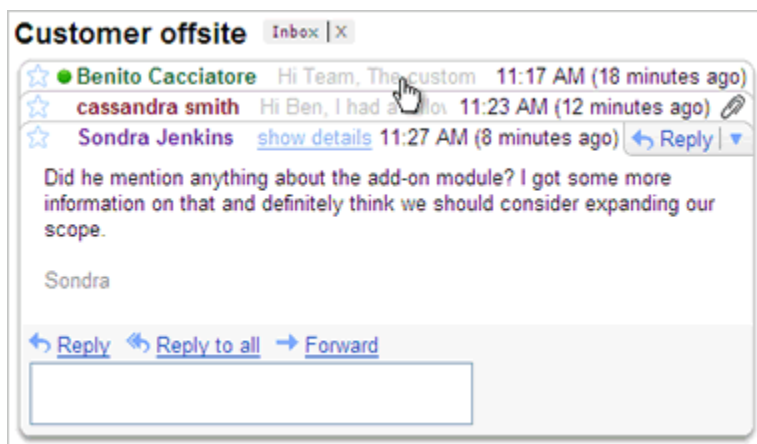 Customer offsite Inbox | X
Benito Cacciatore Hi Team, The custom 11:17 AM (18 minutes ago)
cassandra smith Hi Ben, I had a 11:23 AM (12 minutes ago)
Sondra Jenkins show details 11:27 AM (8 minutes ago) Reply
Did he mention anything about the add-on module? I got some more
information on that and definitely think we should consider expanding our
scope.
Sondra
Reply Reply to all Forward